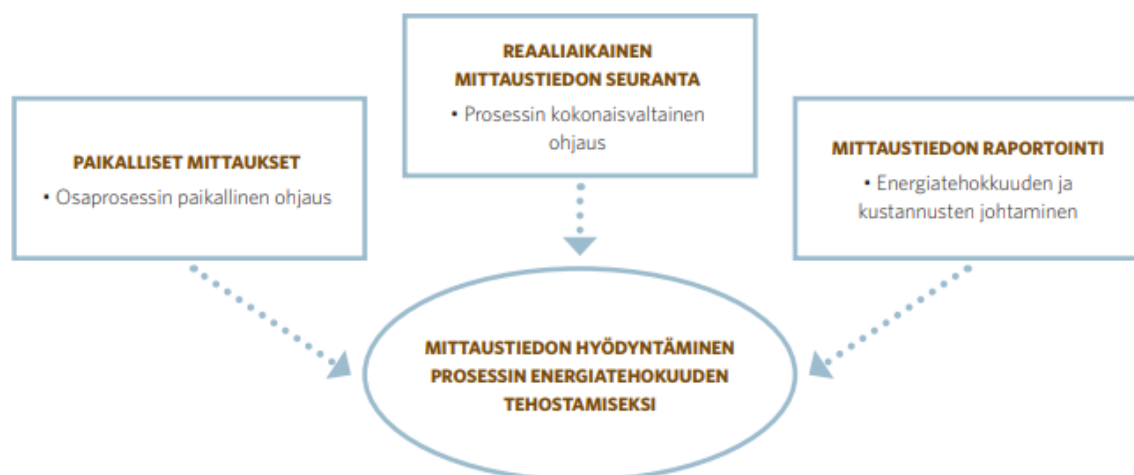 PAIKALLISET MITTAUKSET
• Osaprosessin paikallinen ohjaus
REAALIAIKAINEN
MITTAUSTIEDON SEURANTA
• Prosessin kokonaisvaltainen
ohjaus
MITTAUSTIEDON RAPORTOINTI
• Energiatehokkuuden ja
kustannusten johtaminen
MITTAUSTIEDON HYÖDYNTÄMINEN
PROSESSIN ENERGIATEHOKUUDEN
TEHOSTAMISEKSI